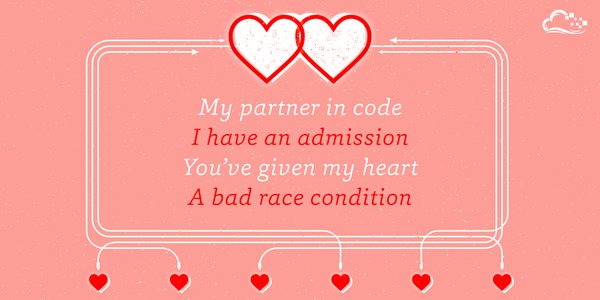 My partner in code
I have an admission
You've given my heart
A bad race condition